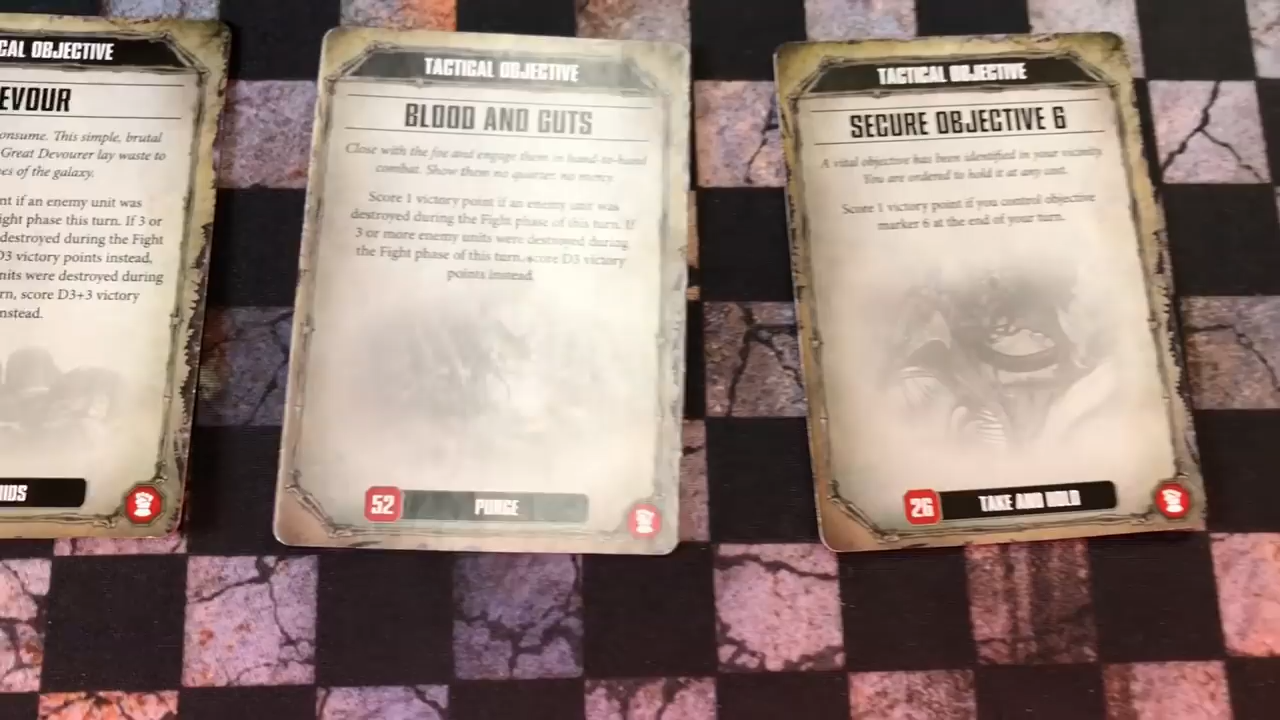 CAL OBJECTIVE
EVOUR
onsume. This simple, brutal
Great Devourer lay waste to
es of the galaxy.
nt if an enemy unit was
ight phase this turn. If 3 or
destroyed during the Fight
D3 victory points instead.
nits were destroyed during
rn, score D3+3 victory
nstead.
IDS
TACTICAL OBJECTIVE
BLOOD AND GUTS
Close with the foe and engage them in hand-to-hand
combat. Show them no quarter, no mercy.
Score 1 victory point if an enemy unit was
destroyed during the Fight phase of this turn. If
3 or more enemy units were destroyed during
the Fight phase of this turn, score D3 victory
points instead.
52 PURGE
TACTICAL OBJECTIVE
SECURE OBJECTIVE 6
A vital objective has been identified in your vicinity.
You are ordered to hold it at any cost.
Score 1 victory point if you control objective
marker 6 at the end of your turn.
26 TAKE AND HOLD